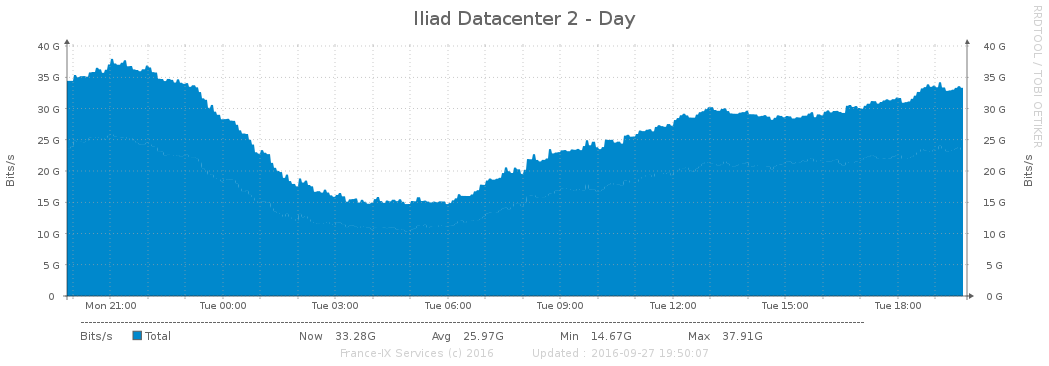 Iliad Datacenter 2 - Day
RRDTOOL / TOBI OETIKER
Bits/s
Bits/s
40 G 40 G
35 G 35 G
30 G 30 G
25 G 25 G
20 G 20 G
15 G 15 G
10 G 10 G
5 G 5 G
0 0 G
Mon 21:00 Tue 00:00 Tue 03:00 Tue 06:00 Tue 09:00 Tue 12:00 Tue 15:00 Tue 18:00
Bits/s Total Now 33.28G Avg 25.97G Min 14.67G Max 37.91G
France-IX Services (c) 2016 Updated : 2016-09-27 19:50:07